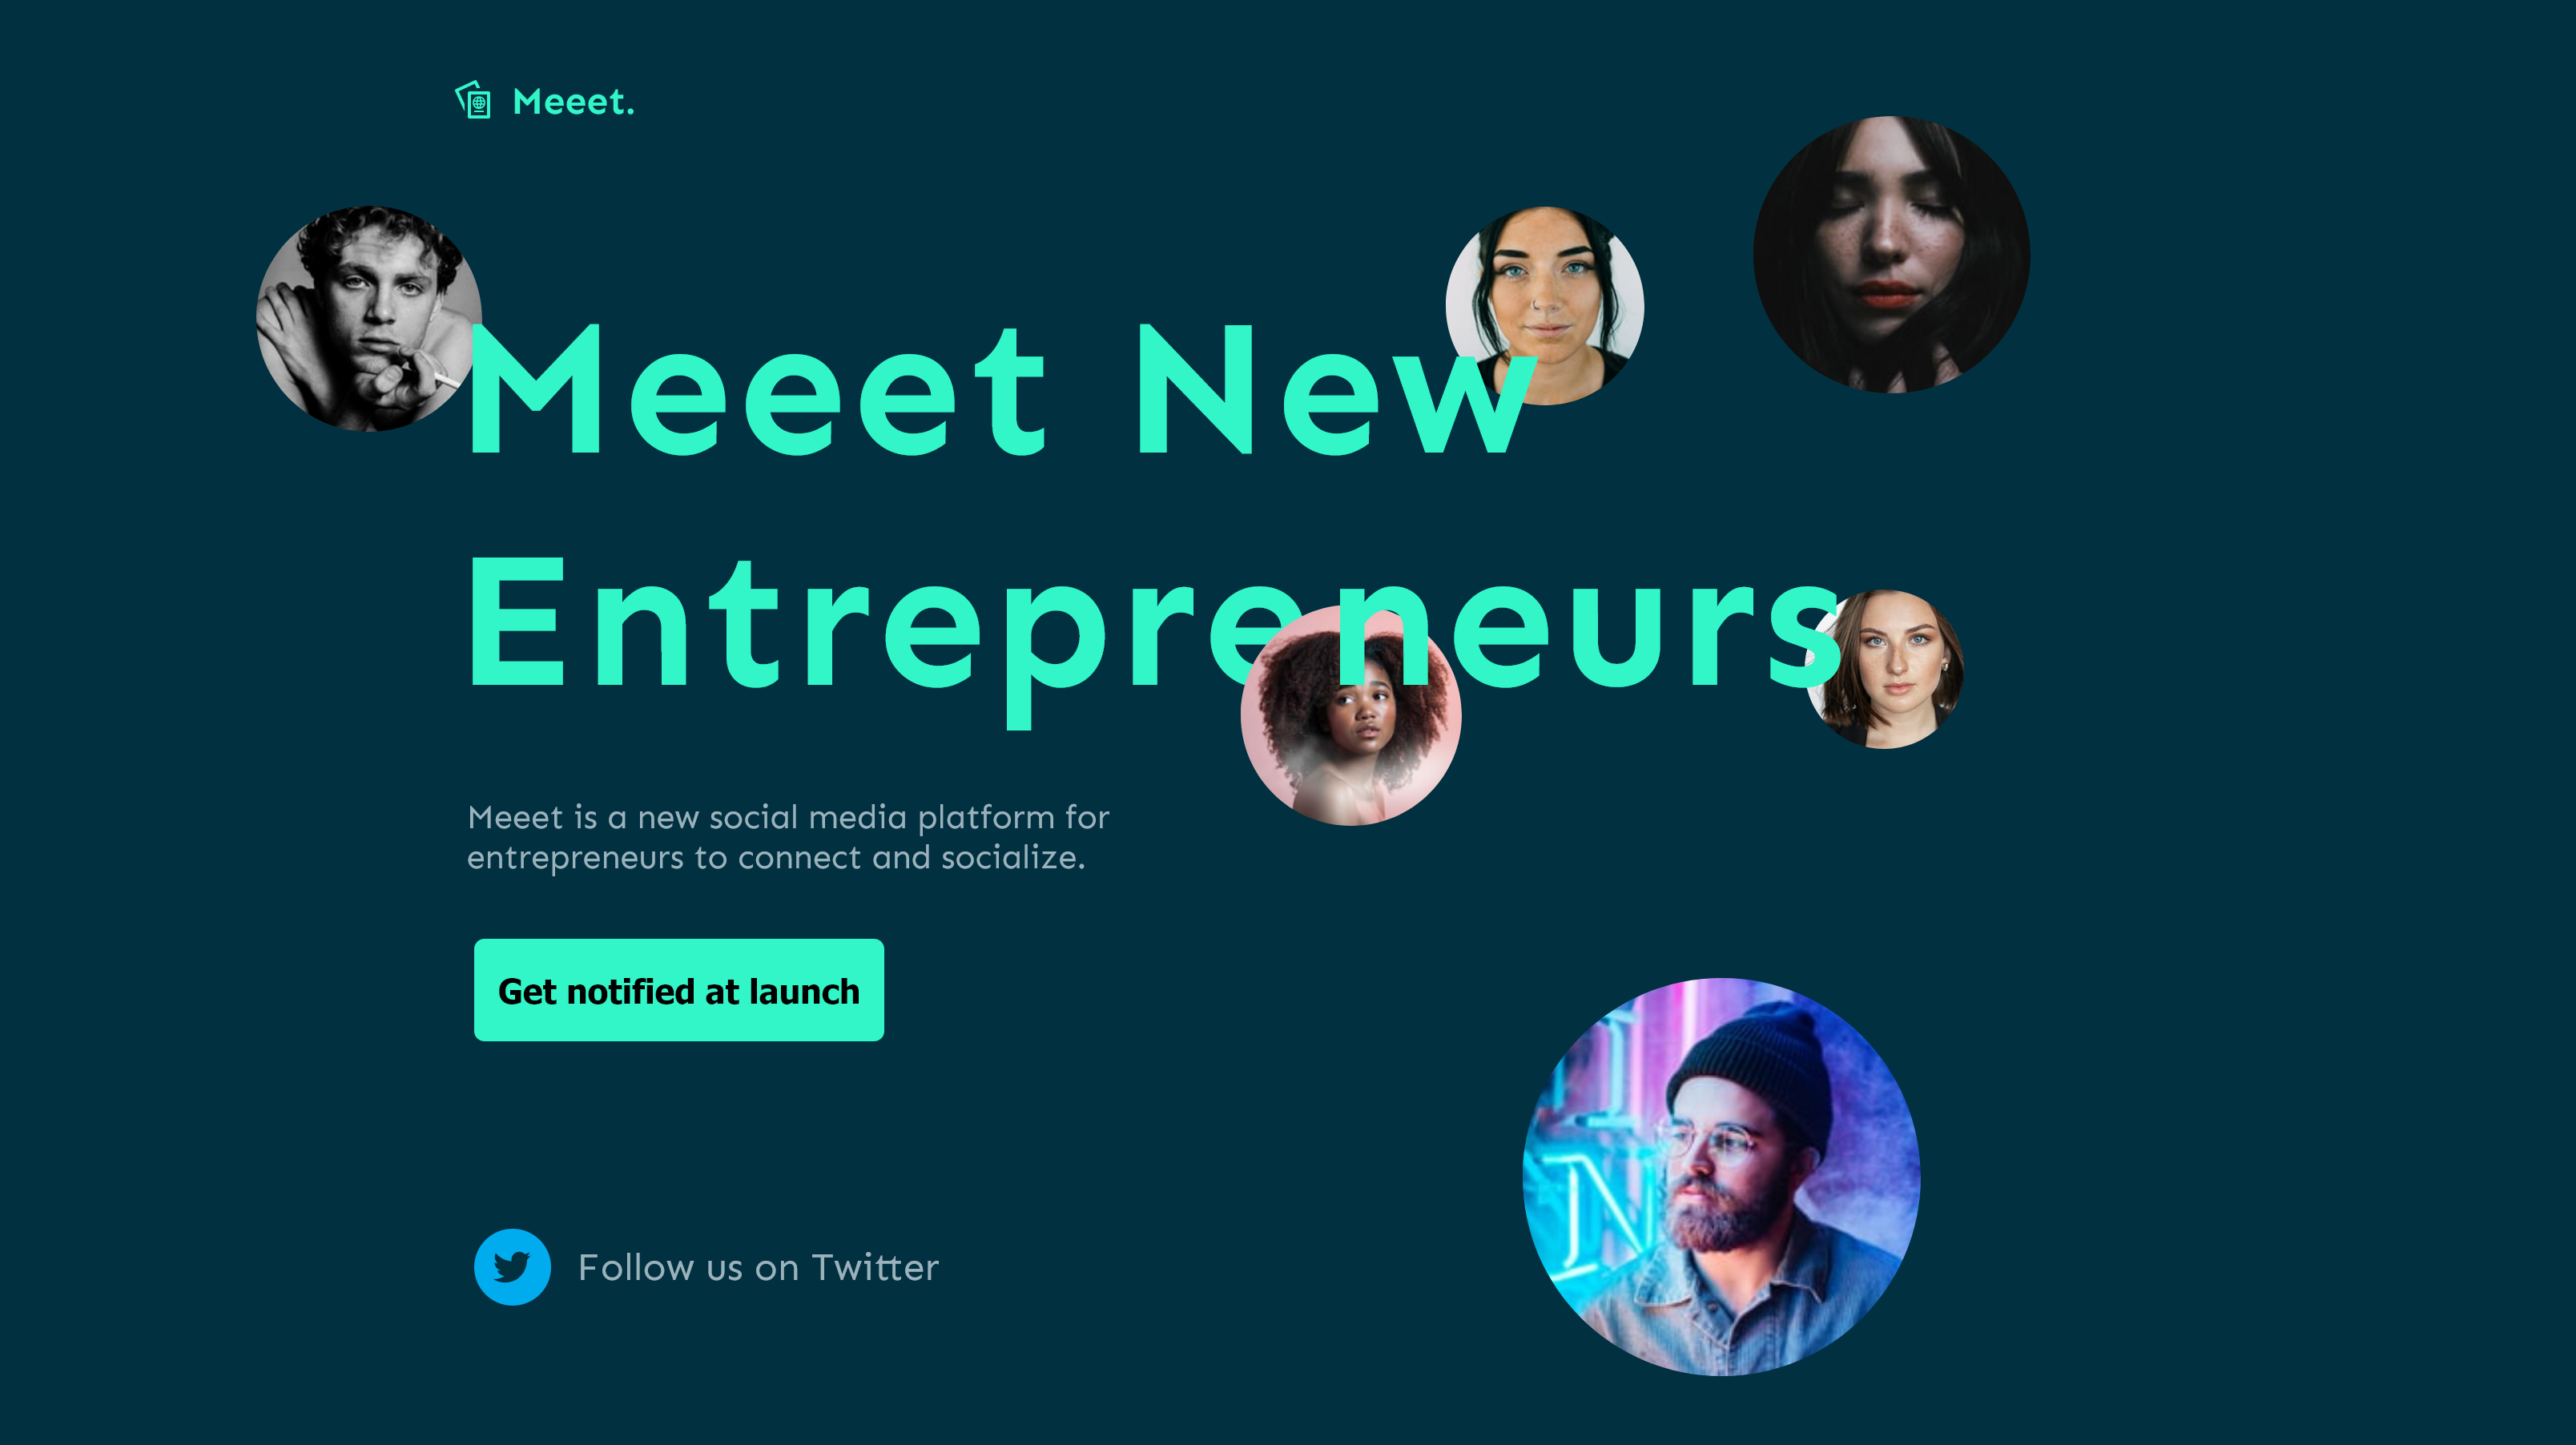 Meeet.
Meeet New
Entrepreneurs
Meeet is a new social media platform for
entrepreneurs to connect and socialize.
Get notified at launch
Follow us on Twitter
N